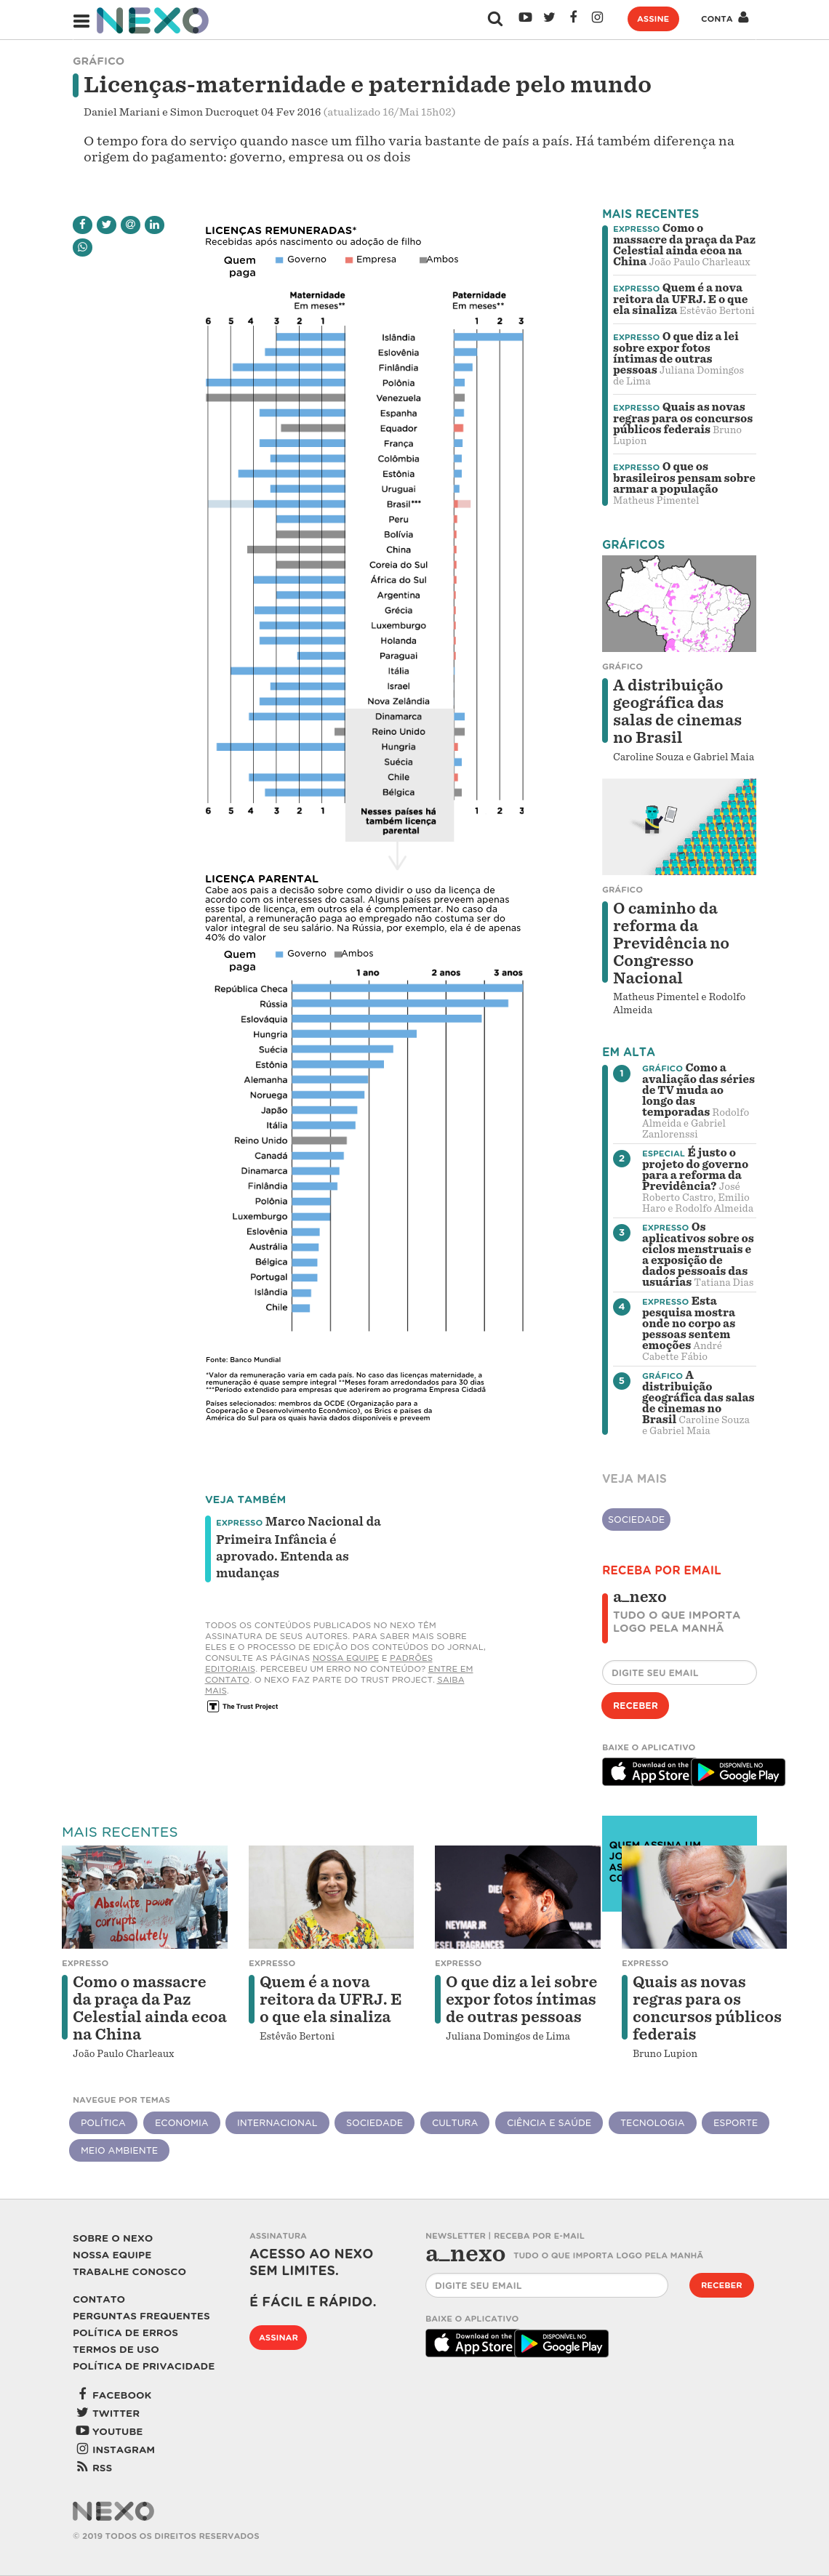 NEXO
ASSINE
CONTA
GRÁFICO
Licenças-maternidade e paternidade pelo mundo
Daniel Mariani e Simon Ducroquet 04 Fev 2016 (atualizado 16/Mai 15h02)
O tempo fora do serviço quando nasce um filho varia bastante de país a país. Há também diferença na
origem do pagamento: governo, empresa ou os dois
LICENÇAS REMUNERADAS*
Recebidas após nascimento ou adoção de filho
Quem
paga
Governo
Empresa
Ambos
Maternidade
Em meses**
Paternidade
Em meses**
6 5 4 3 2 1
1 2 3
Islândia
Eslovênia
Finlândia
Polônia
Venezuela
Espanha
Equador
França
Colômbia
Estônia
Uruguai
Brasil***
Peru
Bolívia
China
Coreia do Sul
África do Sul
Argentina
Grécia
Luxemburgo
Holanda
Paraguai
Itália
Israel
Nova Zelândia
Dinamarca
Reino Unido
Hungria
Suécia
Chile
Bélgica
6 5 4 3 2 1
1 2 3
Nesses países há
também licença
parental
LICENÇA PARENTAL
Cabe aos pais a decisão sobre como dividir o uso da licença de
acordo com os interesses do casal. Alguns países preveem apenas
esse tipo de licença, em outros ela é complementar. No caso da
parental, a remuneração paga ao empregado não costuma ser do
valor integral de seu salário. Na Rússia, por exemplo, ela é de apenas
40% do valor
Quem
paga
Governo
Ambos
1 ano 2 anos 3 anos
República Checa
Rússia
Eslováquia
Hungria
Suécia
Estônia
Alemanha
Noruega
Japão
Itália
Reino Unido
Canadá
Dinamarca
Finlândia
Polônia
Luxemburgo
Eslovênia
Austrália
Bélgica
Portugal
Islândia
Chile
Fonte: Banco Mundial
*Valor da remuneração varia em cada país. No caso das licenças maternidade, a
remuneração é quase sempre integral **Meses foram arredondados para 30 dias
***Período extendido para empresas que aderirem ao programa Empresa Cidadã
Países selecionados: membros da OCDE (Organização para a
Cooperação e Desenvolvimento Econômico), os Brics e países da
América do Sul para os quais havia dados disponíveis e preveem
VEJA TAMBÉM
EXPRESSO Marco Nacional da
Primeira Infância é
aprovado. Entenda as
mudanças
TODOS OS CONTEÚDOS PUBLICADOS NO NEXO TÊM
ASSINATURA DE SEUS AUTORES. PARA SABER MAIS SOBRE
ELES E O PROCESSO DE EDIÇÃO DOS CONTEÚDOS DO JORNAL,
CONSULTE AS PÁGINAS NOSSA EQUIPE E PADRÕES
EDITORIAIS. PERCEBEU UM ERRO NO CONTEÚDO? ENTRE EM
CONTATO. O NEXO FAZ PARTE DO TRUST PROJECT. SAIBA
MAIS.
T The Trust Project
MAIS RECENTES
EXPRESSO Como o
massacre da praça da Paz
Celestial ainda ecoa na
China João Paulo Charleaux
EXPRESSO Quem é a nova
reitora da UFRJ. E o que
ela sinaliza Estêvão Bertoni
EXPRESSO O que diz a lei
sobre expor fotos
íntimas de outras
pessoas Juliana Domingos
de Lima
EXPRESSO Quais as novas
regras para os concursos
públicos federais Bruno
Lupion
EXPRESSO O que os
brasileiros pensam sobre
armar a população
Matheus Pimentel
GRÁFICOS
GRÁFICO
A distribuição
geográfica das
salas de cinemas
no Brasil
Caroline Souza e Gabriel Maia
GRÁFICO
O caminho da
reforma da
Previdência no
Congresso
Nacional
Matheus Pimentel e Rodolfo
Almeida
EM ALTA
1
GRÁFICO Como a
avaliação das séries
de TV muda ao
longo das
temporadas Rodolfo
Almeida e Gabriel
Zanlorenssi
2
ESPECIAL É justo o
projeto do governo
para a reforma da
Previdência? José
Roberto Castro, Emilio
Haro e Rodolfo Almeida
3
EXPRESSO Os
aplicativos sobre os
ciclos menstruais e
a exposição de
dados pessoais das
usuárias Tatiana Dias
4
EXPRESSO Esta
pesquisa mostra
onde no corpo as
pessoas sentem
emoções André
Cabette Fábio
5
GRÁFICO A
distribuição
geográfica das salas
de cinemas no
Brasil Caroline Souza
e Gabriel Maia
VEJA MAIS
SOCIEDADE
RECEBA POR EMAIL
a_nexo
TUDO O QUE IMPORTA
LOGO PELA MANHÃ
DIGITE SEU EMAIL
RECEBER
BAIXE O APLICATIVO
Download on the
App Store
DISPONÍVEL NO
Google Play
QUEM ASSINA UM
MAIS RECENTES
Absolute power
corrupts
absolutely
NEYMAR JR
X
DIESEL FRAGRANCES
EXPRESSO
Como o massacre
da praça da Paz
Celestial ainda ecoa
na China
João Paulo Charleaux
EXPRESSO
Quem é a nova
reitora da UFRJ. E
o que ela sinaliza
Estêvão Bertoni
EXPRESSO
O que diz a lei sobre
expor fotos íntimas
de outras pessoas
Juliana Domingos de Lima
EXPRESSO
Quais as novas
regras para os
concursos públicos
federais
Bruno Lupion
NAVEGUE POR TEMAS
POLÍTICA ECONOMIA INTERNACIONAL SOCIEDADE CULTURA CIÊNCIA E SAÚDE TECNOLOGIA ESPORTE
MEIO AMBIENTE
SOBRE O NEXO
NOSSA EQUIPE
TRABALHE CONOSCO
CONTATO
PERGUNTAS FREQUENTES
POLÍTICA DE ERROS
TERMOS DE USO
POLÍTICA DE PRIVACIDADE
FACEBOOK
TWITTER
YOUTUBE
INSTAGRAM
RSS
ASSINATURA
ACESSO AO NEXO
SEM LIMITES.
É FÁCIL E RÁPIDO.
ASSINAR
NEWSLETTER | RECEBA POR E-MAIL
a_nexo TUDO O QUE IMPORTA LOGO PELA MANHÃ
DIGITE SEU EMAIL
RECEBER
BAIXE O APLICATIVO
Download on the
App Store
DISPONÍVEL NO
Google Play
NEXO
© 2019 TODOS OS DIREITOS RESERVADOS